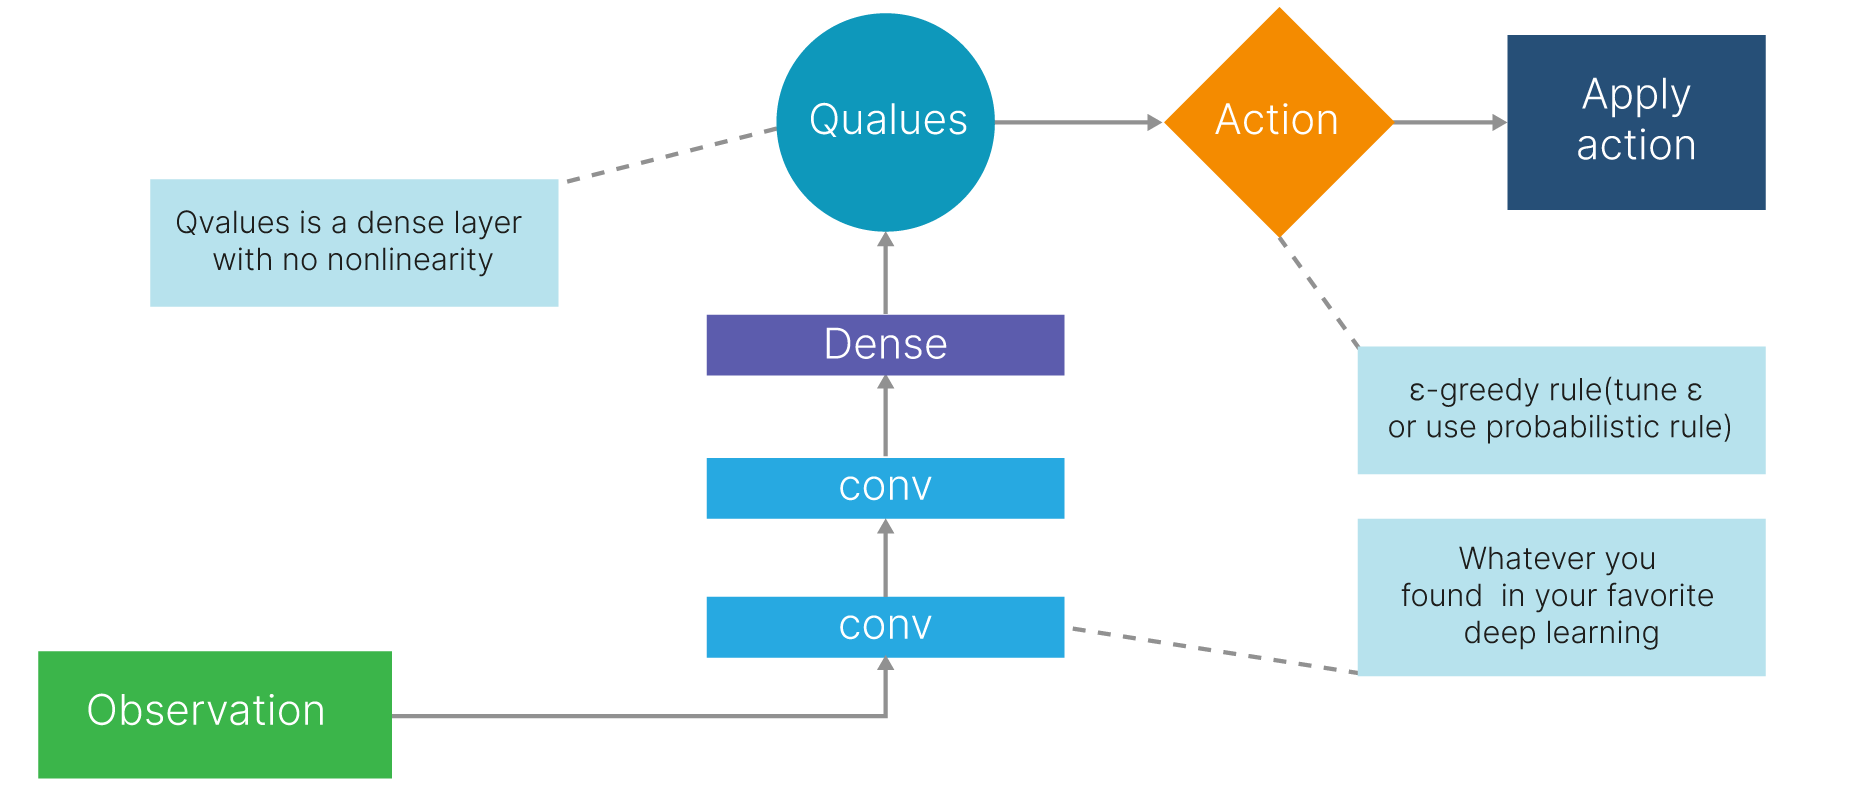 Qualues
Action
Apply
action
Qvalues is a dense layer
with no nonlinearity
Dense
ε-greedy rule(tune ε
or use probabilistic rule)
conv
Whatever you
found  in your favorite
deep learning
conv
Observation